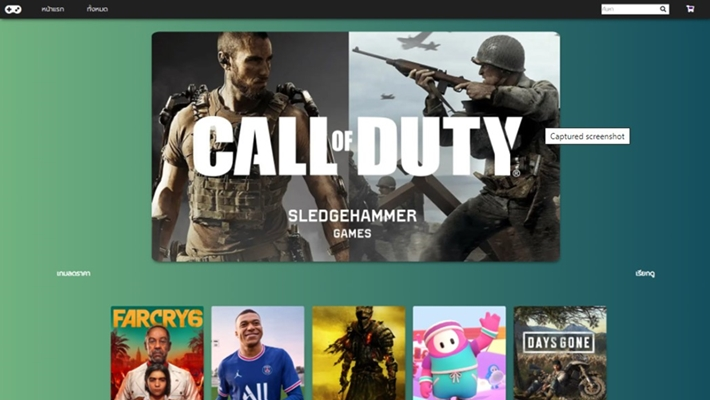 หน้าแรก
ทั้งหมด
ค้นหา
CALL OF DUTY
Captured screenshot
SLEDGEHAMMER
GAMES
เกมลดราคา
เรียกดู
FARCRY6
ALL
DAYS GONE